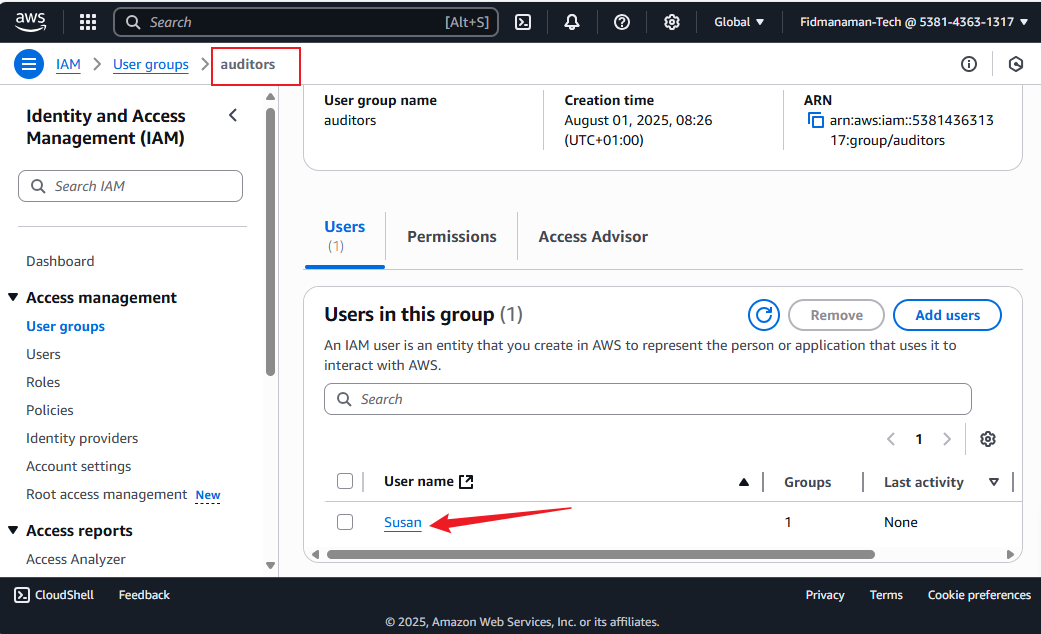 aws
Search [Alt+S] Global Fidmanaman-Tech @ 5381-4363-1317
IAM > User groups > auditors
Identity and Access
Management (IAM)
Search IAM
Dashboard
Access management
User groups
Users
Roles
Policies
Identity providers
Account settings
Root access management New
Access reports
Access Analyzer
User group name
auditors
Creation time
August 01, 2025, 08:26
(UTC+01:00)
ARN
arn:aws:iam::5381436313
17:group/auditors
Users
(1)
Permissions
Access Advisor
Users in this group (1)
Remove
Add users
An IAM user is an entity that you create in AWS to represent the person or application that uses it to
interact with AWS.
Search
1
User name Groups Last activity
Susan 1 None
CloudShell Feedback Privacy Terms Cookie preferences
© 2025, Amazon Web Services, Inc. or its affiliates.